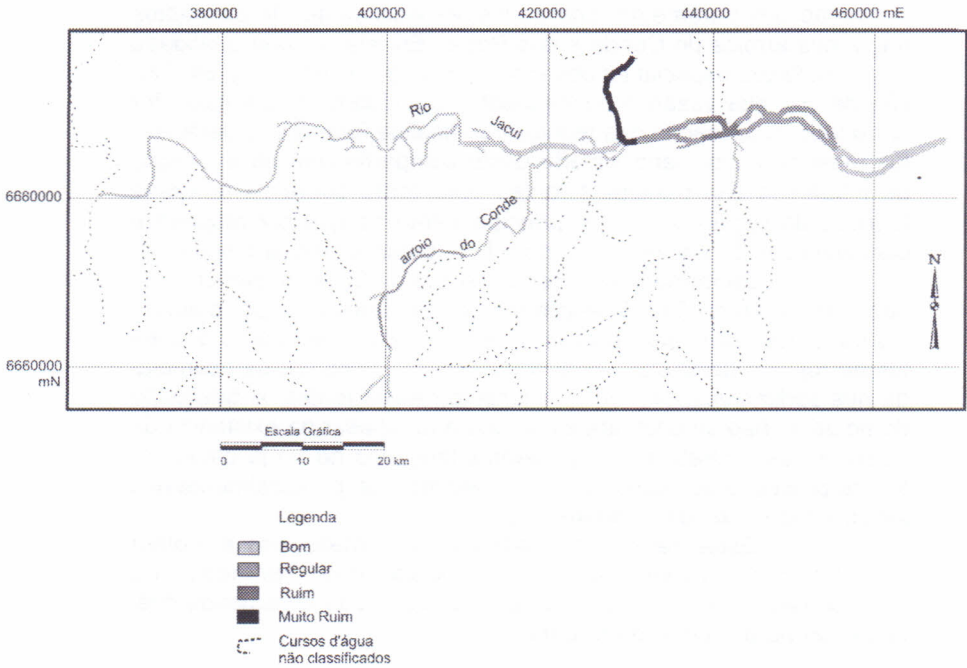 380000 400000 420000 440000 460000 mE
Rio
Jacuí
6680000
Conde
do
arroio
N
6660000
mN
Escala Gráfica
0 10 20 km
Legenda
Bom
Regular
Ruim
Muito Ruim
Cursos d'água
não classificados